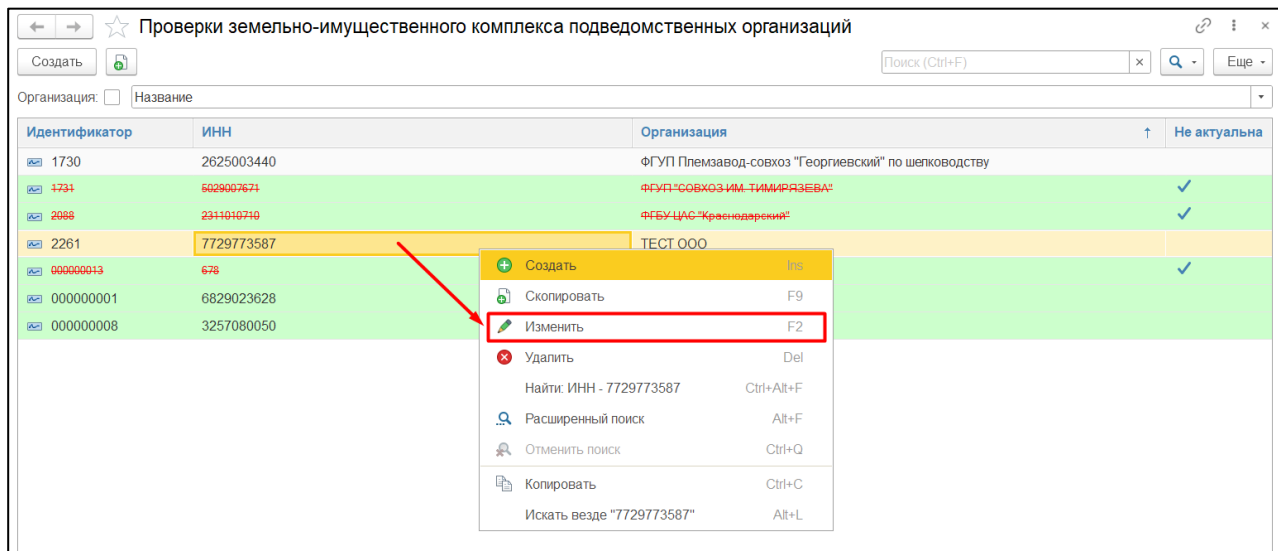 Проверки земельно-имущественного комплекса подведомственных организаций
Создать Поиск (Ctrl+F) Еще
Организация: Название
Идентификатор ИНН Организация Не актуальна
1730 2625003440 ФГУП Племзавод-совхоз "Георгиевский" по шелководству
1731 5029007671 ФГУП "СОВХОЗ ИМ. ТИМИРЯЗЕВА"
2088 2311010710 ФГБУ ЦАС "Краснодарский"
2261 7729773587 ТЕСТ ООО
000000013 678
000000001 6829023628
000000008 3257080050
Создать Ins
Скопировать F9
Изменить F2
Удалить Del
Найти: ИНН - 7729773587 Ctrl+Alt+F
Расширенный поиск Alt+F
Отменить поиск Ctrl+Q
Копировать Ctrl+C
Искать везде "7729773587" Alt+L